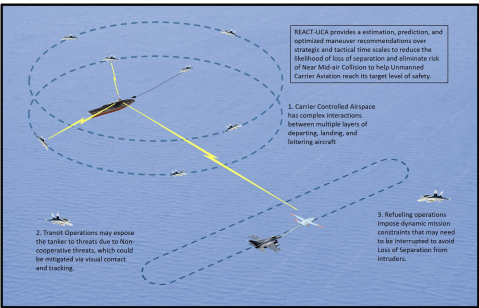 REACT-UCA provides a estimation, prediction, and
optimized maneuver recommendations over
strategic and tactical time scales to reduce the
likelihood of loss of separation and eliminate risk
of Near Mid-air Collision to help Unmanned
Carrier Aviation reach its target level of safety.
1. Carrier Controlled Airspace
has complex interactions
between multiple layers of
departing, landing, and
loitering aircraft
2. Transit Operations may expose
the tanker to threats due to Non-
cooperative threats, which could
be mitigated via visual contact
and tracking.
3. Refueling operations
impose dynamic mission
constraints that may need
to be interrupted to avoid
Loss of Separation from
intruders.